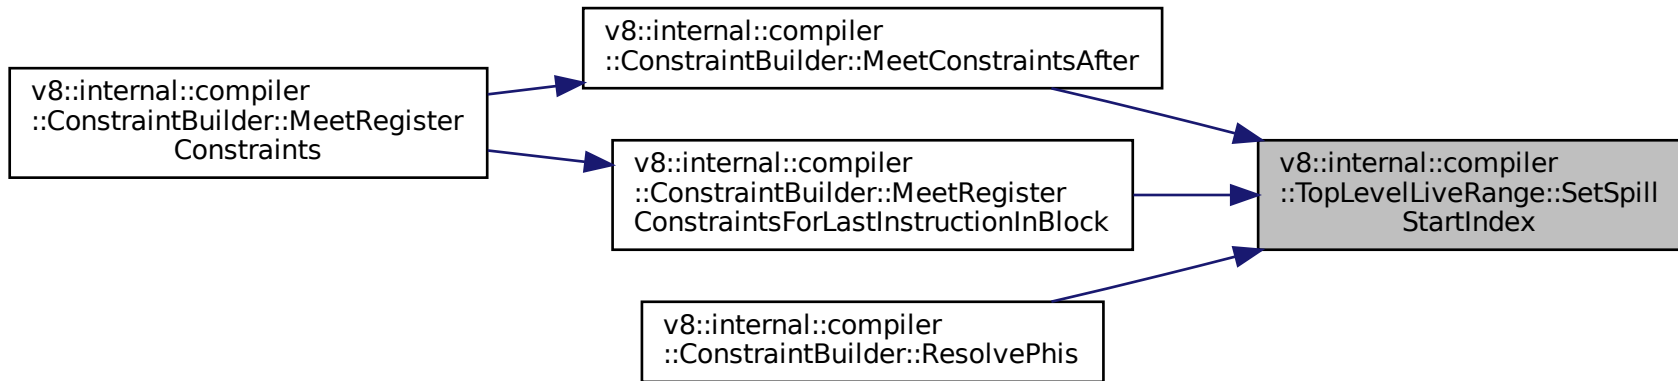 v8::internal::compiler
::ConstraintBuilder::MeetRegister
Constraints
v8::internal::compiler
::ConstraintBuilder::MeetConstraintsAfter
v8::internal::compiler
::ConstraintBuilder::MeetRegister
ConstraintsForLastInstructionInBlock
v8::internal::compiler
::ConstraintBuilder::ResolvePhis
v8::internal::compiler
::TopLevelLiveRange::SetSpill
StartIndex